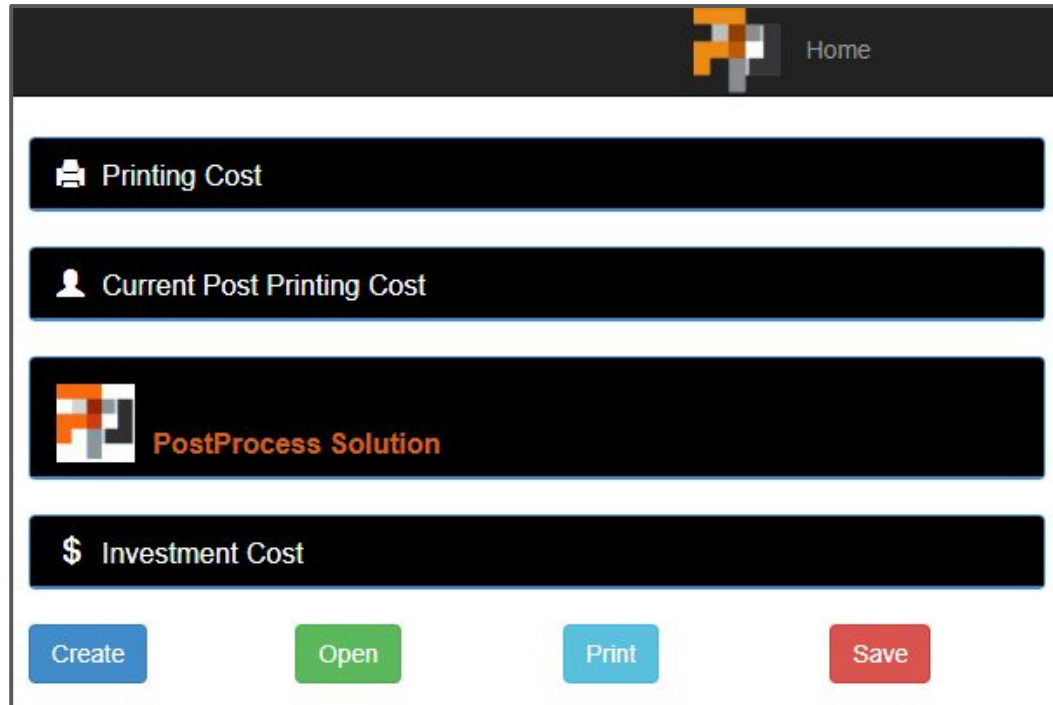 Home
Printing Cost
Current Post Printing Cost
PostProcess Solution
$ Investment Cost
Create Open Print Save